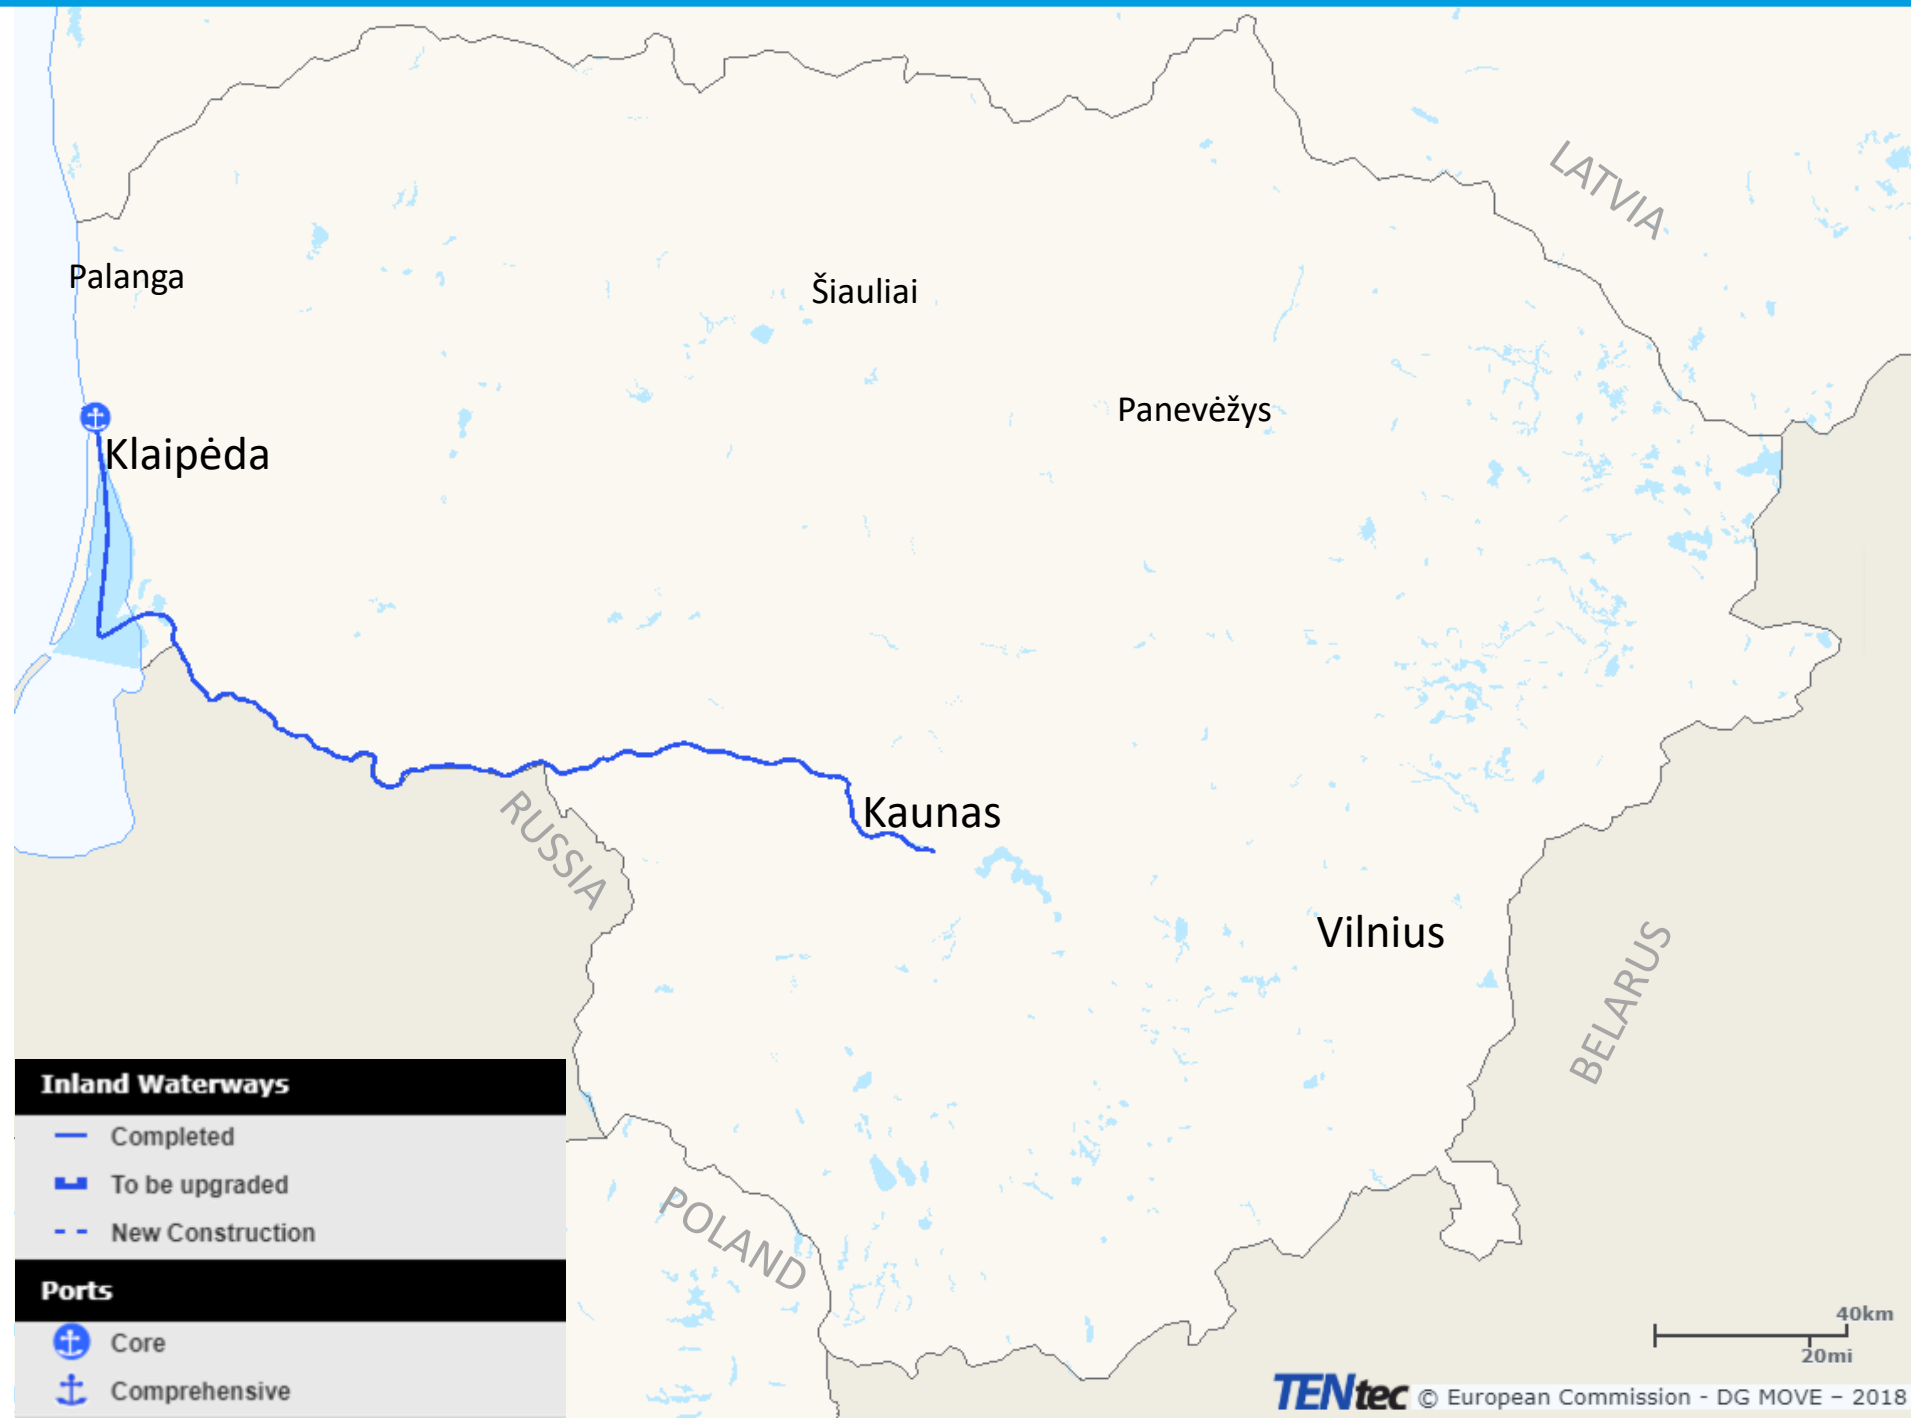 LATVIA
Palanga
Šiauliai
Panevėžys
Klaipėda
RUSSIA
Kaunas
Vilnius
BELARUS
POLAND
Inland Waterways
Completed
To be upgraded
New Construction
Ports
Core
Comprehensive
40km
20mi
TENtec © European Commission - DG MOVE – 2018